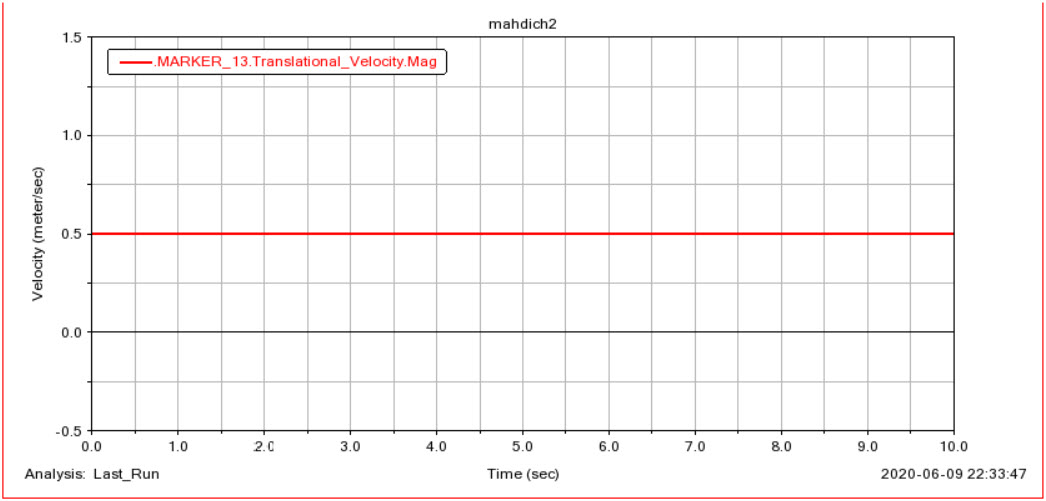 mahdich2
1.5
.MARKER_13.Translational_Velocity.Mag
1.0
Velocity (meter/sec)
0.5
0.0
-0.5
0.0 1.0 2.0 3.0 4.0 5.0 6.0 7.0 8.0 9.0 10.0
Analysis: Last_Run Time (sec) 2020-06-09 22:33:47